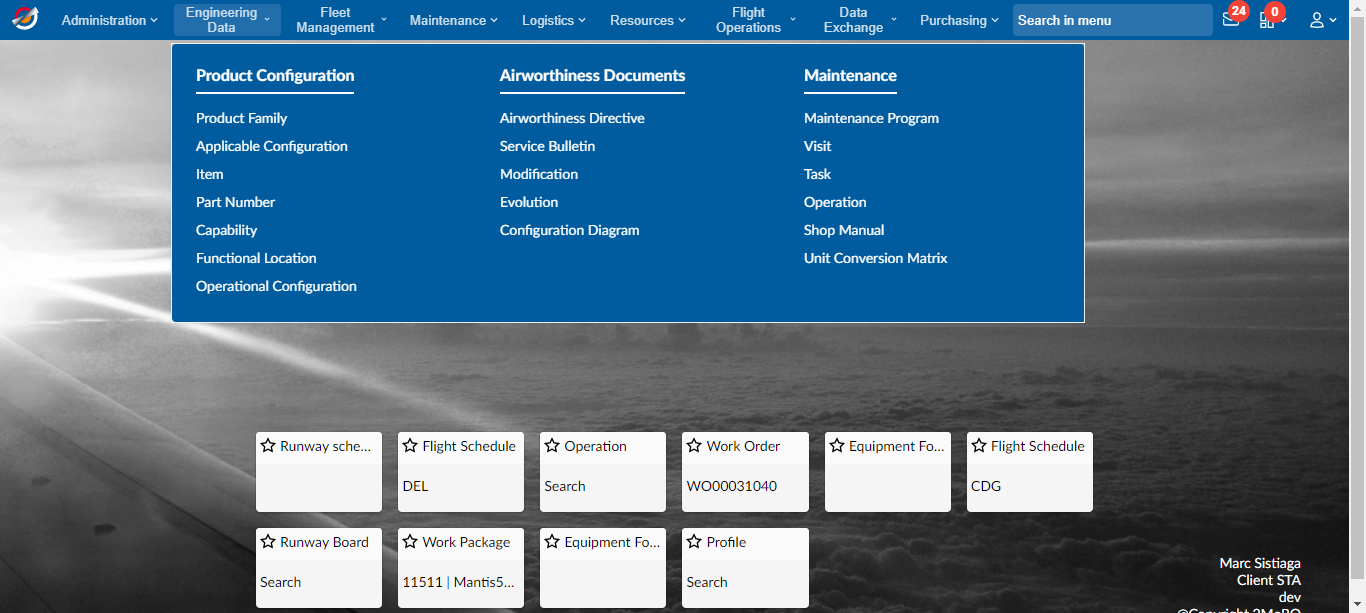 Administration
Engineering
Data
Fleet
Management
Maintenance
Logistics
Resources
Flight
Operations
Data
Exchange
Purchasing
Search in menu
24
0
Product Configuration
Product Family
Applicable Configuration
Item
Part Number
Capability
Functional Location
Operational Configuration
Airworthiness Documents
Airworthiness Directive
Service Bulletin
Modification
Evolution
Configuration Diagram
Maintenance
Maintenance Program
Visit
Task
Operation
Shop Manual
Unit Conversion Matrix
Runway sche...
Flight Schedule
DEL
Operation
Search
Work Order
WO00031040
Equipment Fo...
Flight Schedule
CDG
Runway Board
Search
Work Package
11511 | Mantis5...
Equipment Fo...
Profile
Search
Marc Sistiaga
Client STA
dev
@Copyright 2MoRO